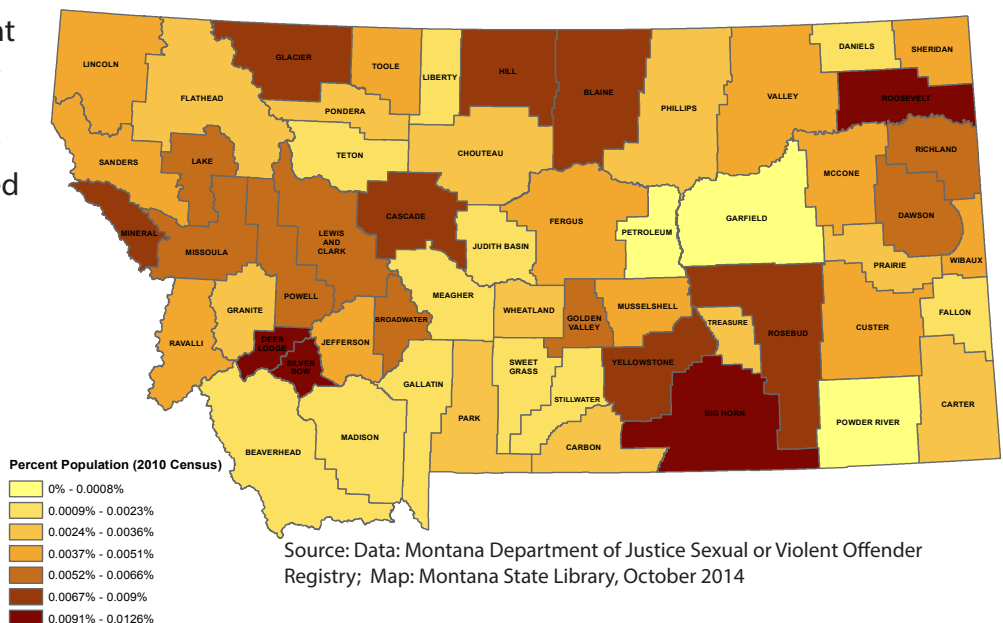 nt
ed
LINCOLN
FLATHEAD
GLACIER
TOOLE
LIBERTY
HILL
BLAINE
PHILLIPS
VALLEY
DANIELS
SHERIDAN
ROOSEVELT
PONDERA
TETON
CHOUTEAU
SANDERS
LAKE
RICHLAND
MCCONE
DAWSON
MINERAL
MISSOULA
LEWIS
AND
CLARK
CASCADE
JUDITH BASIN
FERGUS
PETROLEUM
GARFIELD
PRAIRIE
WIBAUX
POWELL
GRANITE
RAVALLI
DEER
LODGE
SILVER
BOW
JEFFERSON
BROADWATER
MEAGHER
WHEATLAND
GOLDEN
VALLEY
MUSSELSHELL
TREASURE
ROSEBUD
CUSTER
FALLON
YELLOWSTONE
SWEET
GRASS
STILLWATER
GALLATIN
PARK
CARBON
BIG HORN
POWDER RIVER
CARTER
BEAVERHEAD
MADISON
Percent Population (2010 Census)
0% - 0.0008%
0.0009% - 0.0023%
0.0024% - 0.0036%
0.0037% - 0.0051%
0.0052% - 0.0066%
0.0067% - 0.009%
0.0091% - 0.0126%
Source: Data: Montana Department of Justice Sexual or Violent Offender
Registry;  Map: Montana State Library, October 2014